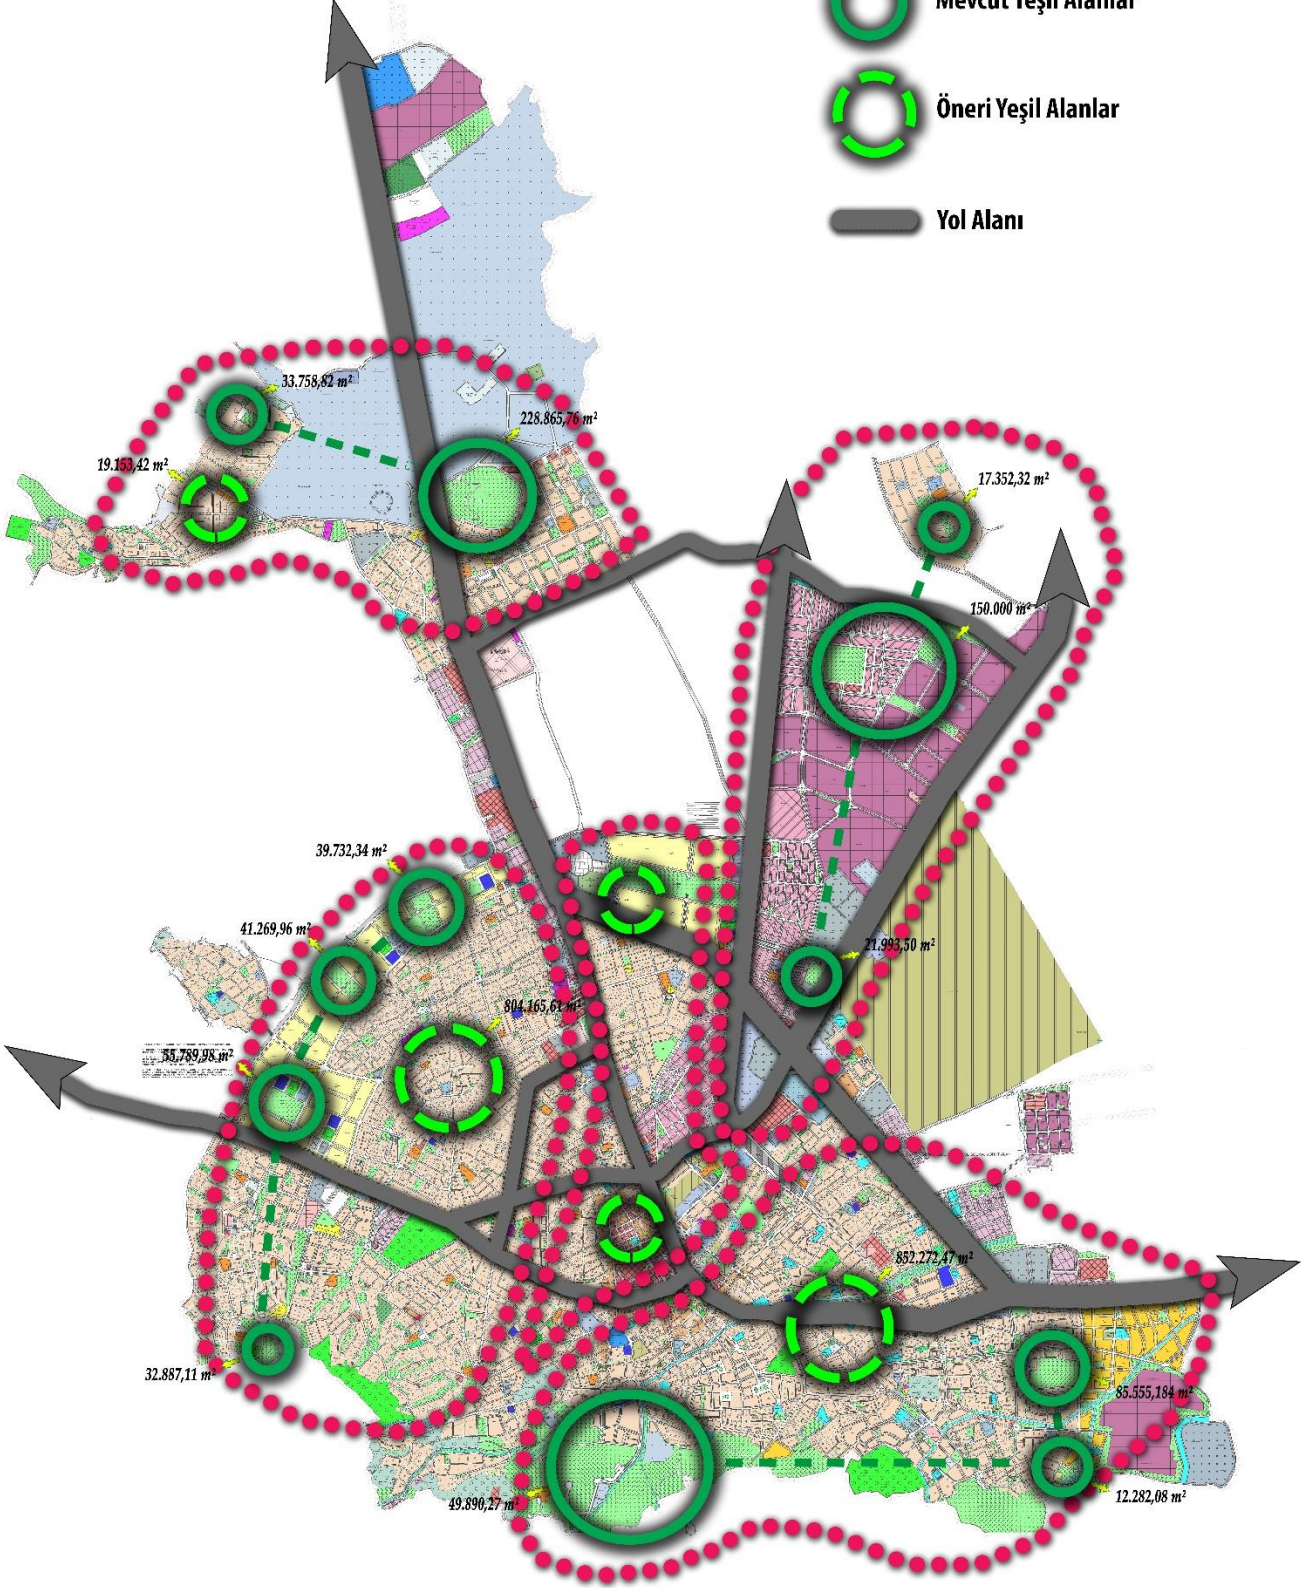 Mevcut Yeşil Alanlar
Öneri Yeşil Alanlar
Yol Alanı
33.758,82 m²
228.865,76 m²
19.153,42 m²
17.352,32 m²
150.000 m²
39.732,34 m²
41.269,96 m²
21.993,50 m²
804.165,61 m²
55.789,98 m²
852.272,47 m²
32.887,11 m²
85.555,184 m²
49.890,27 m²
12.282,08 m²